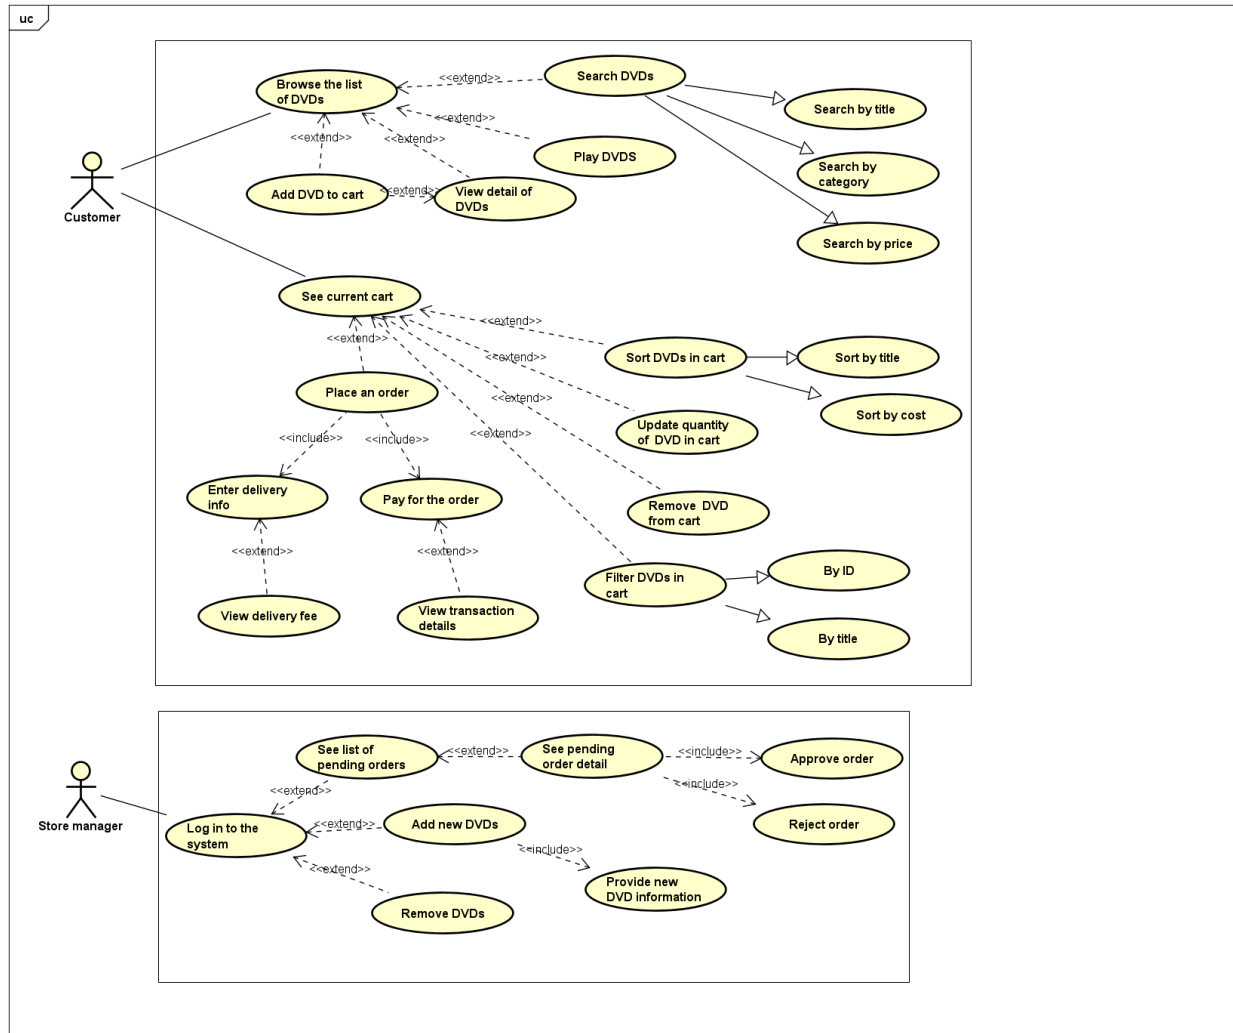 uc
Browse the list
of DVDs
<<extend>>
Search DVDs
Search by title
<<extend>>
<<extend>>
<<extend>>
Play DVDS
Search by
category
Customer
Add DVD to cart
<<extend>>
View detail of
DVDs
Search by price
See current cart
<<extend>>
<<extend>>
Sort DVDs in cart
Sort by title
<<extend>>
Place an order
<<extend>>
Sort by cost
<<include>>
<<include>>
<<extend>>
Update quantity
of  DVD in cart
Enter delivery
info
Pay for the order
Remove  DVD
from cart
<<extend>>
<<extend>>
Filter DVDs in
cart
By ID
View delivery fee
View transaction
details
By title
See list of
pending orders
<<extend>>
See pending
order detail
<<include>>
Approve order
<<extend>>
<<include>>
Store manager
Log in to the
system
<<extend>>
Add new DVDs
Reject order
<<include>>
<<extend>>
Provide new
DVD information
Remove DVDs